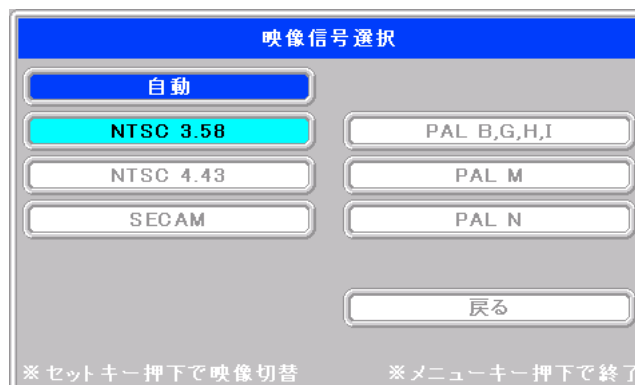 映像信号選択
自動
NTSC 3.58
PAL B,G,H,I
NTSC 4.43
PAL M
SECAM
PAL N
戻る
※セットキー押下で映像切替
※メニューキー押下で終了